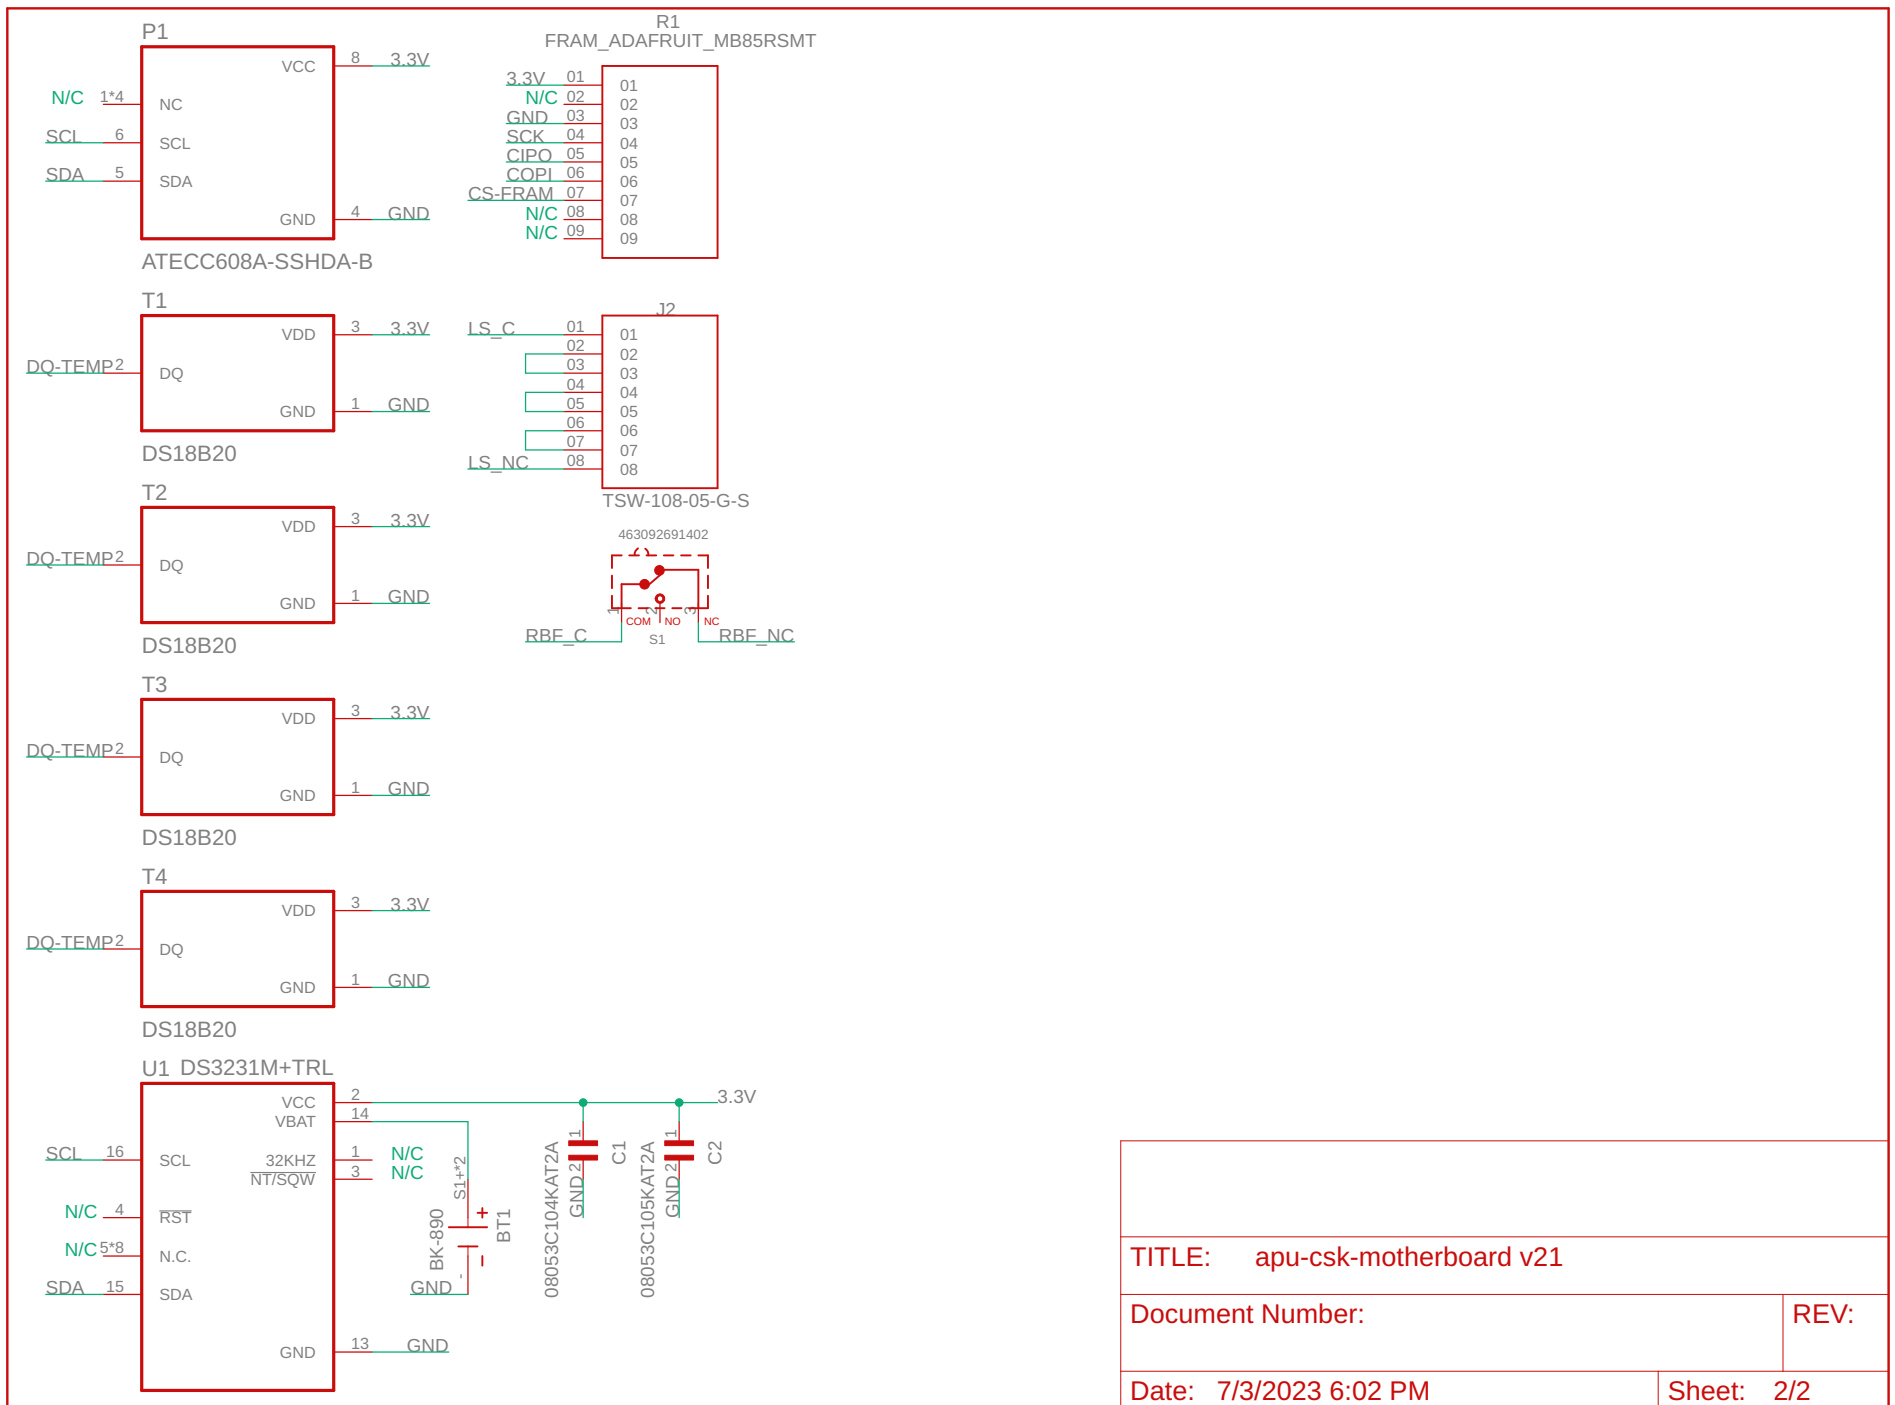 P1
VCC
8
3.3V
N/C
1*4
NC
SCL
6
SCL
SDA
5
SDA
GND
4
GND
ATECC608A-SSHDA-B
R1
FRAM_ADAFRUIT_MB85RSMT
3.3V 01 01
N/C 02 02
GND 03 03
SCK 04 04
CIPO 05 05
COPI 06 06
CS-FRAM 07 07
N/C 08 08
N/C 09 09
T1
VDD 3 3.3V
DQ-TEMP 2 DQ
GND 1 GND
DS18B20
J2
LS_C 01 01
02 02
03 03
04 04
05 05
06 06
07 07
LS_NC 08 08
TSW-108-05-G-S
T2
VDD 3 3.3V
DQ-TEMP 2 DQ
GND 1 GND
DS18B20
463092691402
1 2 3
COM NO NC
RBF_C S1 RBF_NC
T3
VDD 3 3.3V
DQ-TEMP 2 DQ
GND 1 GND
DS18B20
T4
VDD 3 3.3V
DQ-TEMP 2 DQ
GND 1 GND
DS18B20
U1 DS3231M+TRL
VCC 2 3.3V
VBAT 14
SCL 16 SCL
32KHZ 1 N/C
NT/SQW 3 N/C
N/C 4 RST
N/C 5*8 N.C.
SDA 15 SDA
GND 13 GND
S1+*2
+
-
-
BK-890
BT1
GND
08053C104KAT2A
1
2
GND
C1
08053C105KAT2A
1
2
GND
C2
TITLE: apu-csk-motherboard v21
Document Number:
REV:
Date: 7/3/2023 6:02 PM
Sheet: 2/2